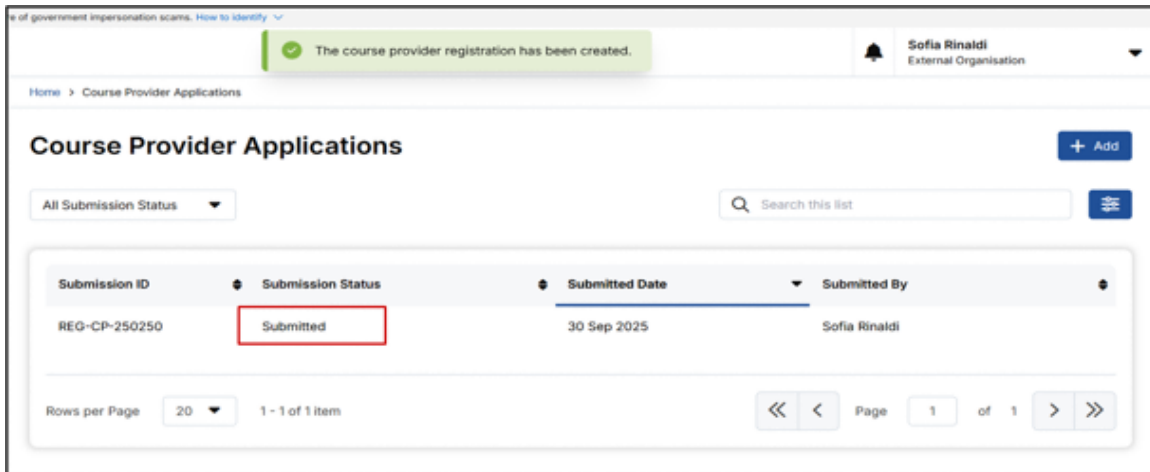 e of government impersonation scams. How to identify
The course provider registration has been created.
Sofia Rinaldi
External Organisation
Home > Course Provider Applications
Course Provider Applications
+ Add
All Submission Status
Search this list
Submission ID Submission Status Submitted Date Submitted By
REG-CP-250250 Submitted 30 Sep 2025 Sofia Rinaldi
Rows per Page 20 1 - 1 of 1 item Page 1 of 1